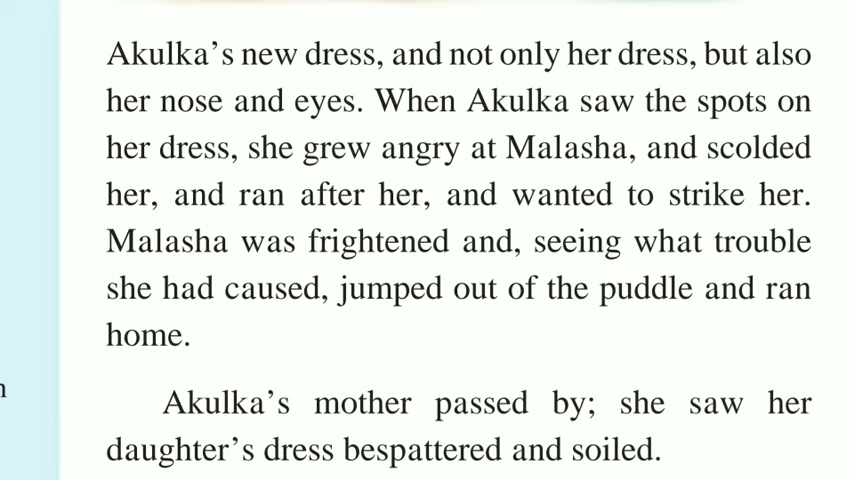 Akulka’s new dress, and not only her dress, but also
her nose and eyes. When Akulka saw the spots on
her dress, she grew angry at Malasha, and scolded
her, and ran after her, and wanted to strike her.
Malasha was frightened and, seeing what trouble
she had caused, jumped out of the puddle and ran
home.
Akulka’s mother passed by; she saw her
daughter’s dress bespattered and soiled.